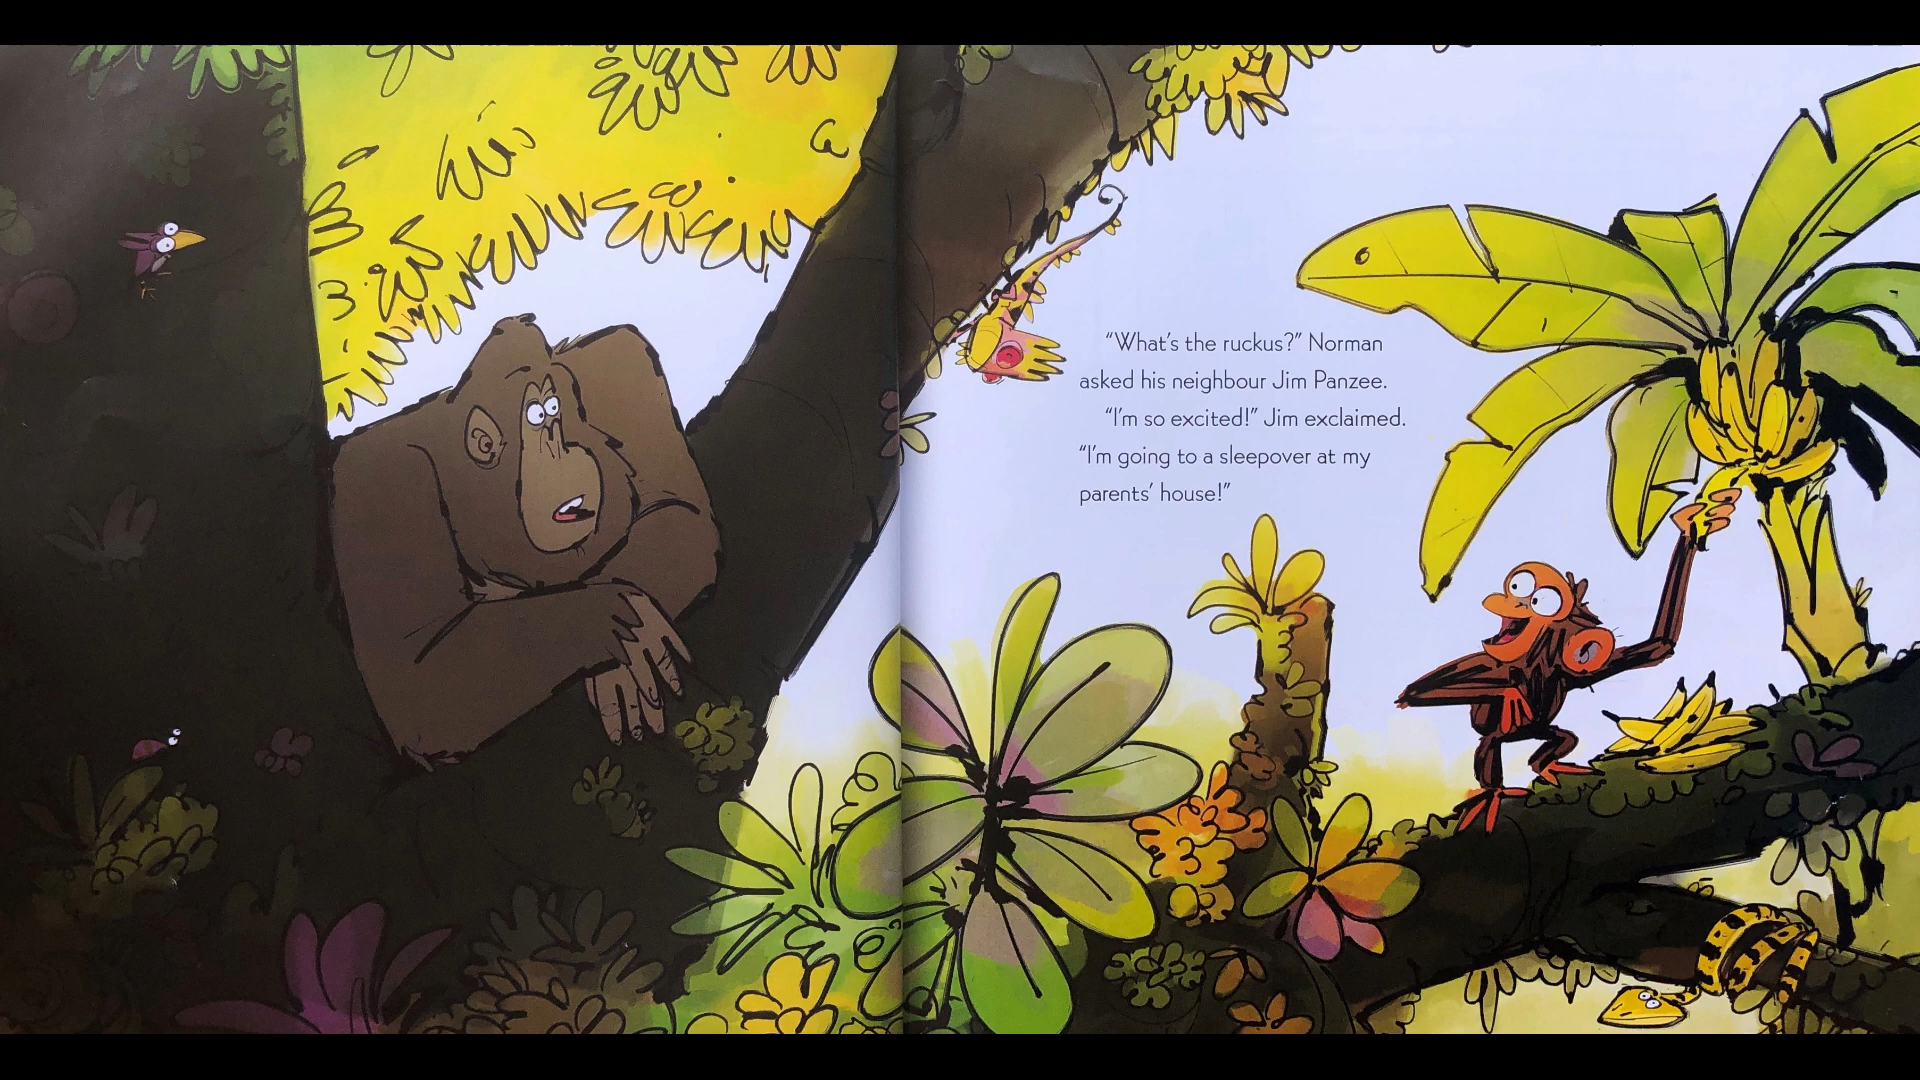 “What’s the ruckus?” Norman
asked his neighbour Jim Panzee.
“I’m so excited!” Jim exclaimed.
“I’m going to a sleepover at my
parents’ house!”